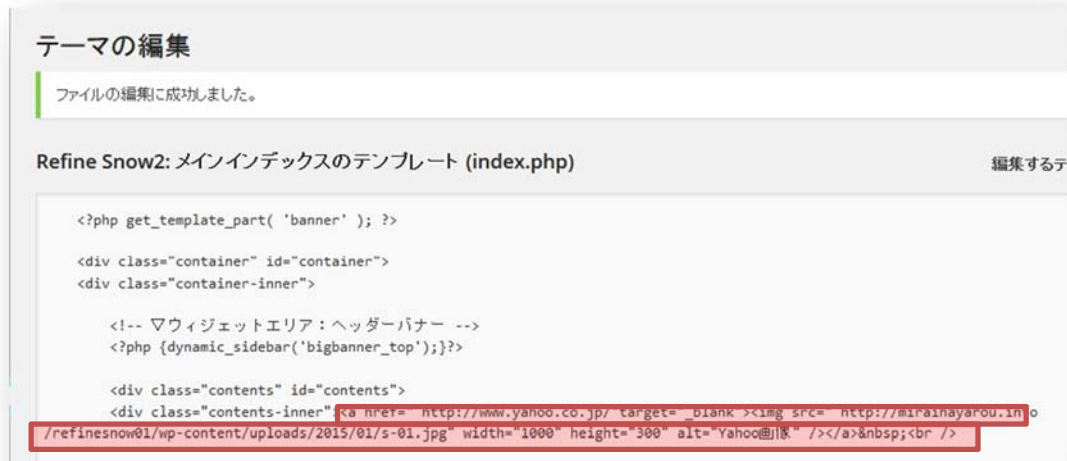 テーマの編集
ファイルの編集に成功しました。
Refine Snow2: メインインデックスのテンプレート (index.php)
編集するテ
<?php get_template_part( 'banner' ); ?>
<div class="container" id="container">
<div class="container-inner">
<!-- ▽ウィジェットエリア：ヘッダーバナー -->
<?php {dynamic_sidebar('bigbanner_top');}?>
<div class="contents" id="contents">
<div class="contents-inner"><a href="http://www.yahoo.co.jp/ target="_blank"><img src="http://mirainayarou.info
/refinesnow01/wp-content/uploads/2015/01/s-01.jpg" width="1000" height="300" alt="Yahoo画像" /></a>&nbsp;<br />